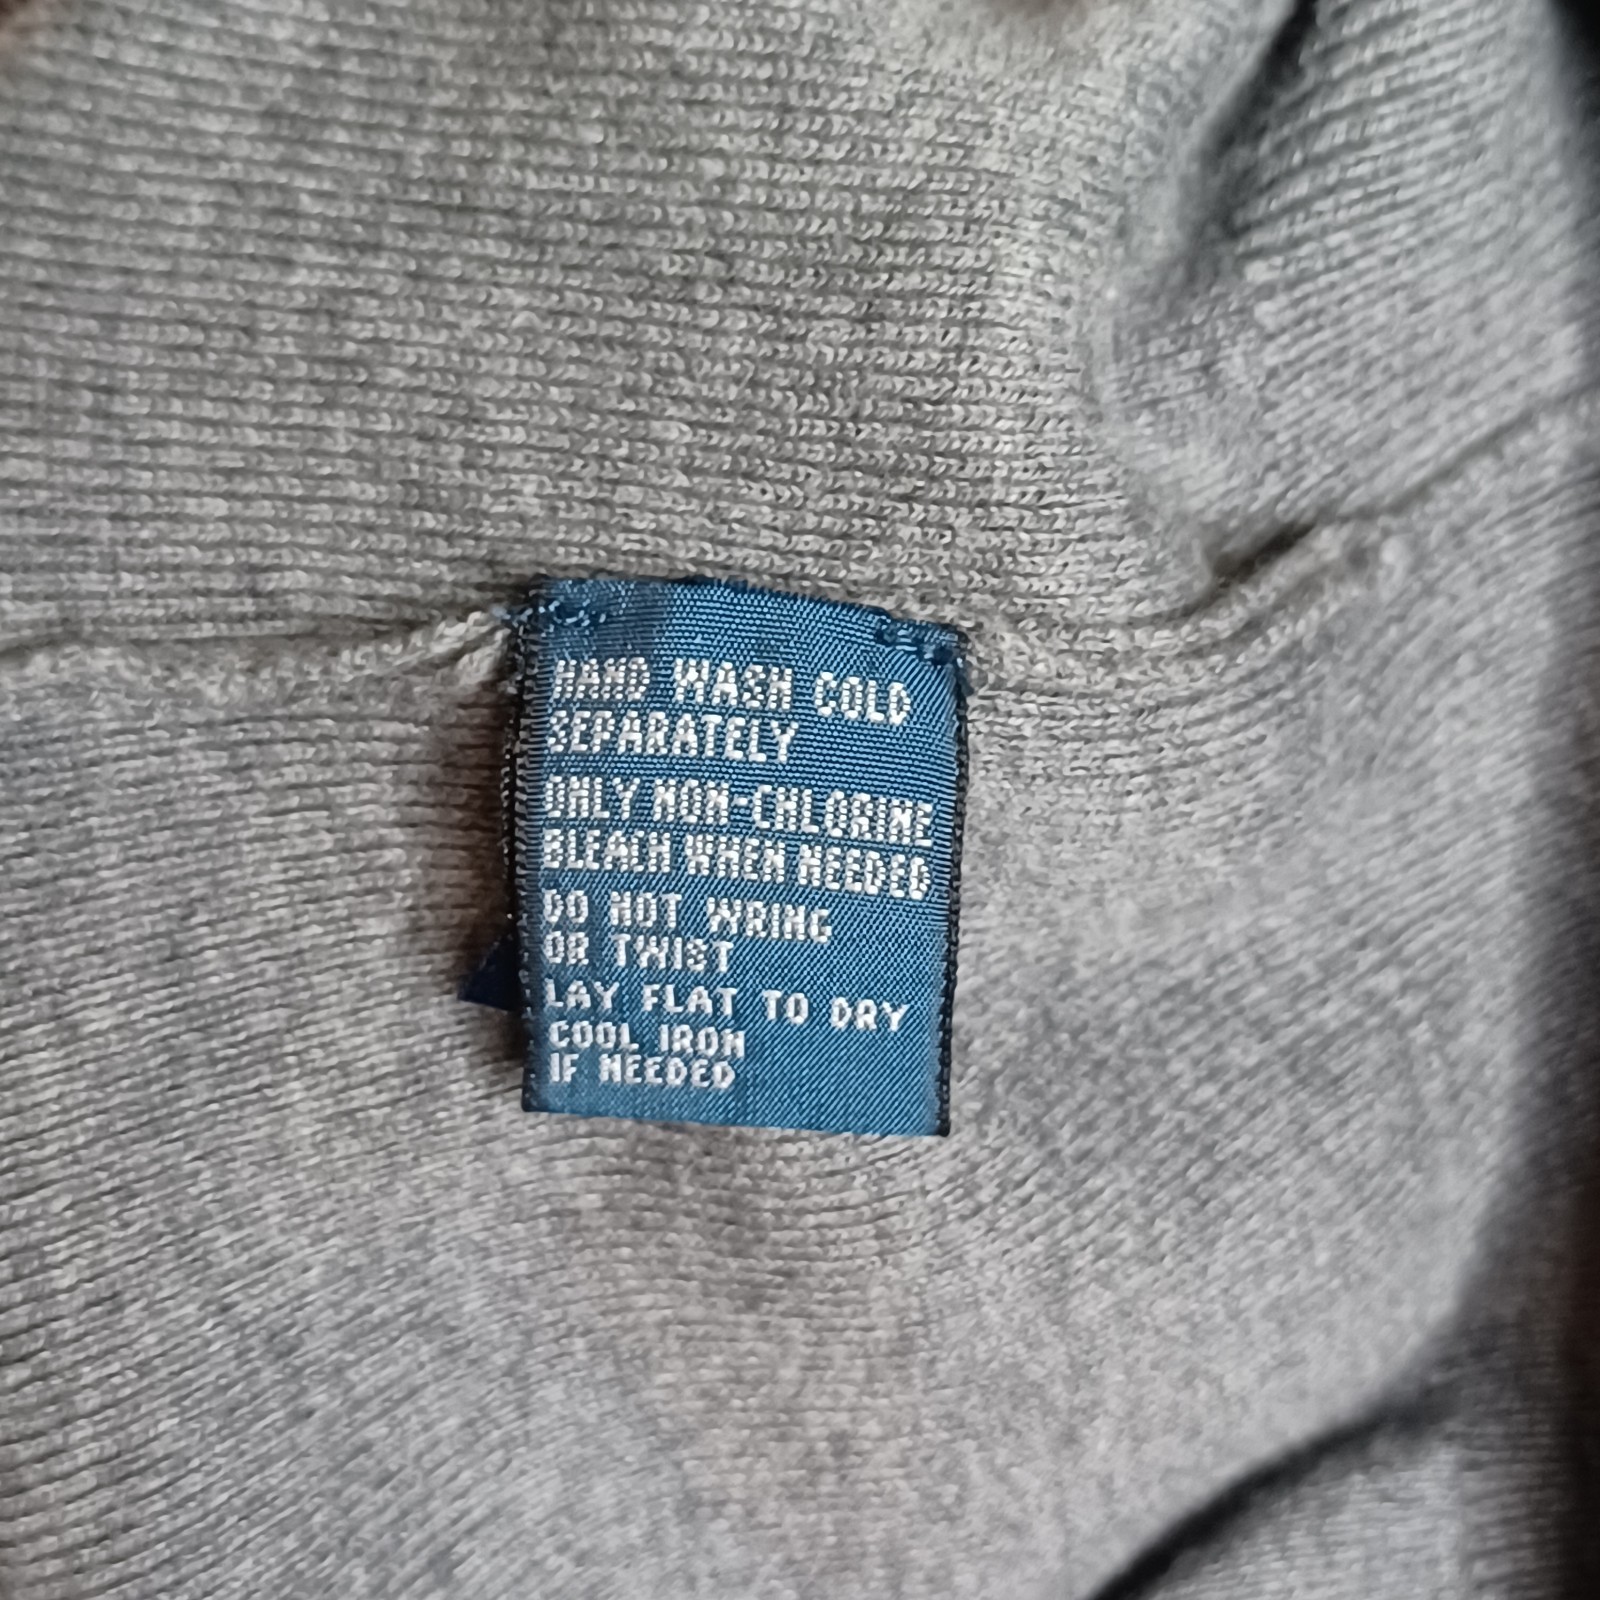 HAND WASH COLD
SEPARATELY
ONLY NON-CHLORINE
BLEACH WHEN NEEDED
DO NOT WRING
OR TWIST
LAY FLAT TO DRY
COOL IRON
IF NEEDED